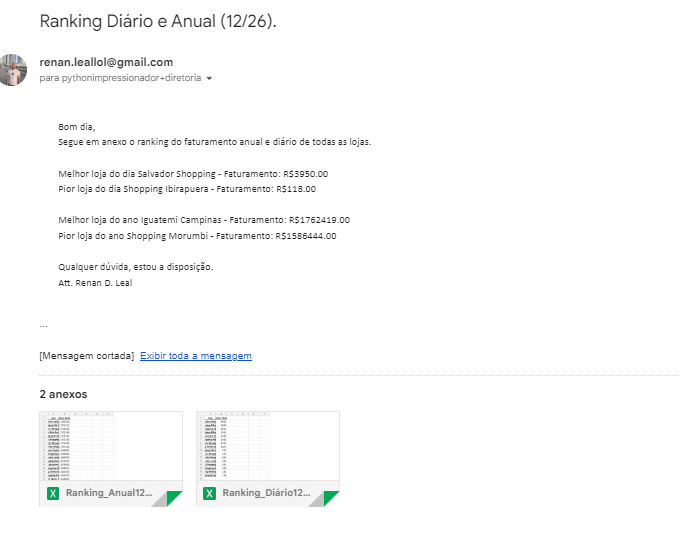 Ranking Diário e Anual (12/26).
renan.leallol@gmail.com
para pythonimpressionador+diretoria
Bom dia,
Segue em anexo o ranking do faturamento anual e diário de todas as lojas.
Melhor loja do dia Salvador Shopping - Faturamento: R$3950.00
Pior loja do dia Shopping Ibirapuera - Faturamento: R$118.00
Melhor loja do ano Iguatemi Campinas - Faturamento: R$1762419.00
Pior loja do ano Shopping Morumbi - Faturamento: R$1586444.00
Qualquer dúvida, estou a disposição.
Att. Renan D. Leal
...
[Mensagem cortada] Exibir toda a mensagem
2 anexos
X Ranking_Anual12...
X Ranking_Diário12...